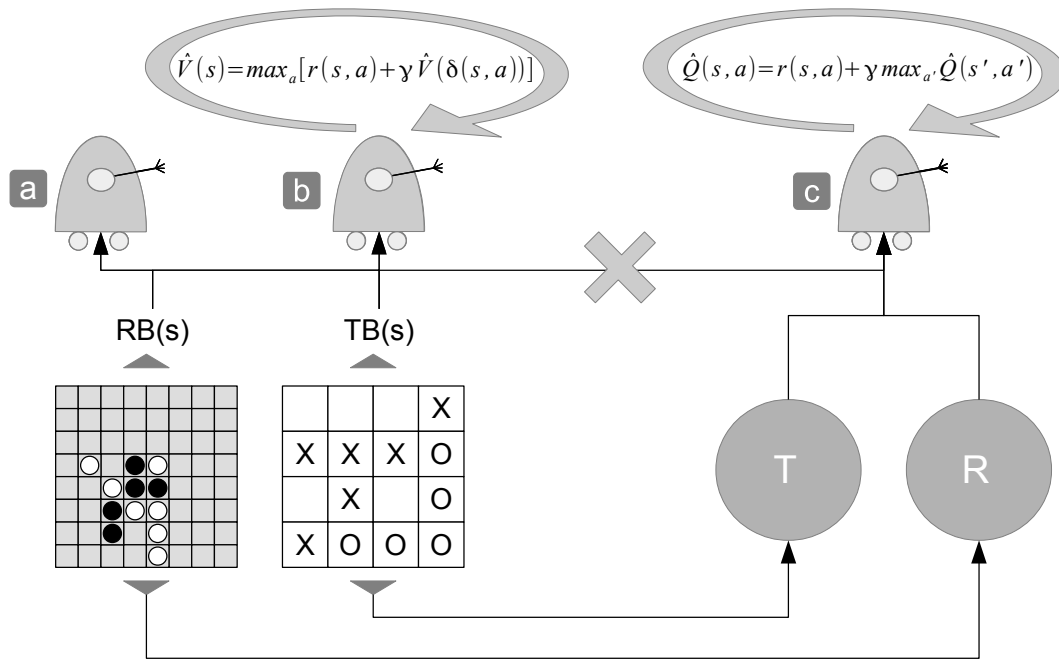 V̂(s)=max_a[r(s,a)+γV̂(δ(s,a))]
Q̂(s,a)=r(s,a)+γ max_a' Q̂(s',a')
a
b
c
RB(s)
TB(s)
X
X X X O
X O
X O O O
T
R